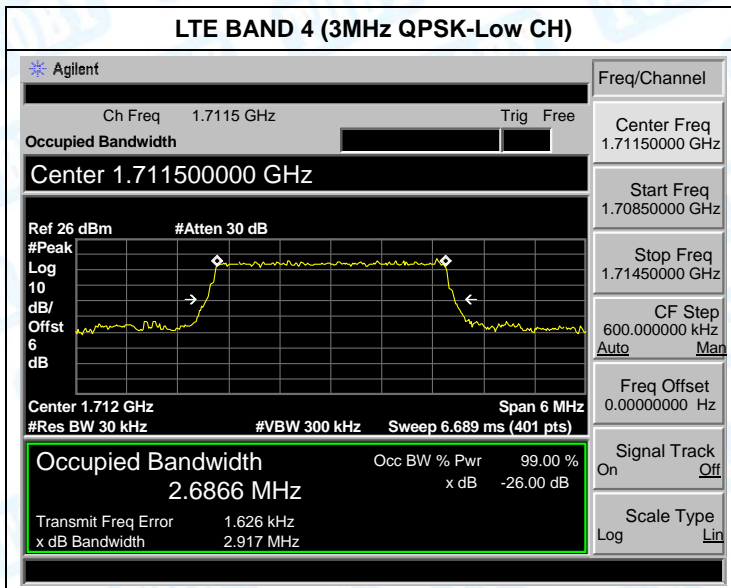 LTE BAND 4 (3MHz QPSK-Low CH)
Agilent
Freq/Channel
Ch Freq 1.7115 GHz Trig Free
Occupied Bandwidth
Center 1.711500000 GHz
Ref 26 dBm #Atten 30 dB
#Peak
Log
10
dB/
Offst
6
dB
Center 1.712 GHz Span 6 MHz
#Res BW 30 kHz #VBW 300 kHz Sweep 6.689 ms (401 pts)
Occupied Bandwidth Occ BW % Pwr 99.00 %
2.6866 MHz x dB -26.00 dB
Transmit Freq Error 1.626 kHz
x dB Bandwidth 2.917 MHz
Center Freq
1.71150000 GHz
Start Freq
1.70850000 GHz
Stop Freq
1.71450000 GHz
CF Step
600.000000 kHz
Auto Man
Freq Offset
0.00000000 Hz
Signal Track
On Off
Scale Type
Log Lin